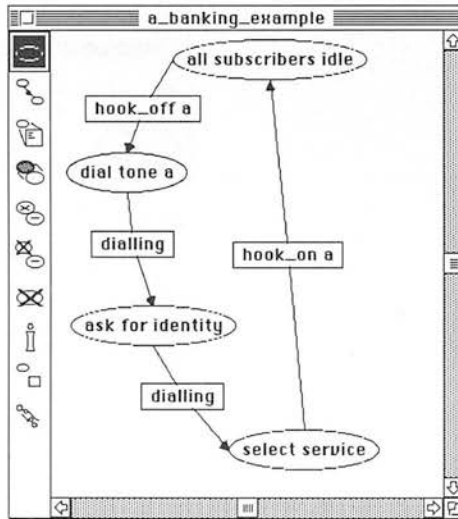 a_banking_example
all subscribers idle
hook_off a
dial tone a
dialling
hook_on a
ask for identity
dialling
select service